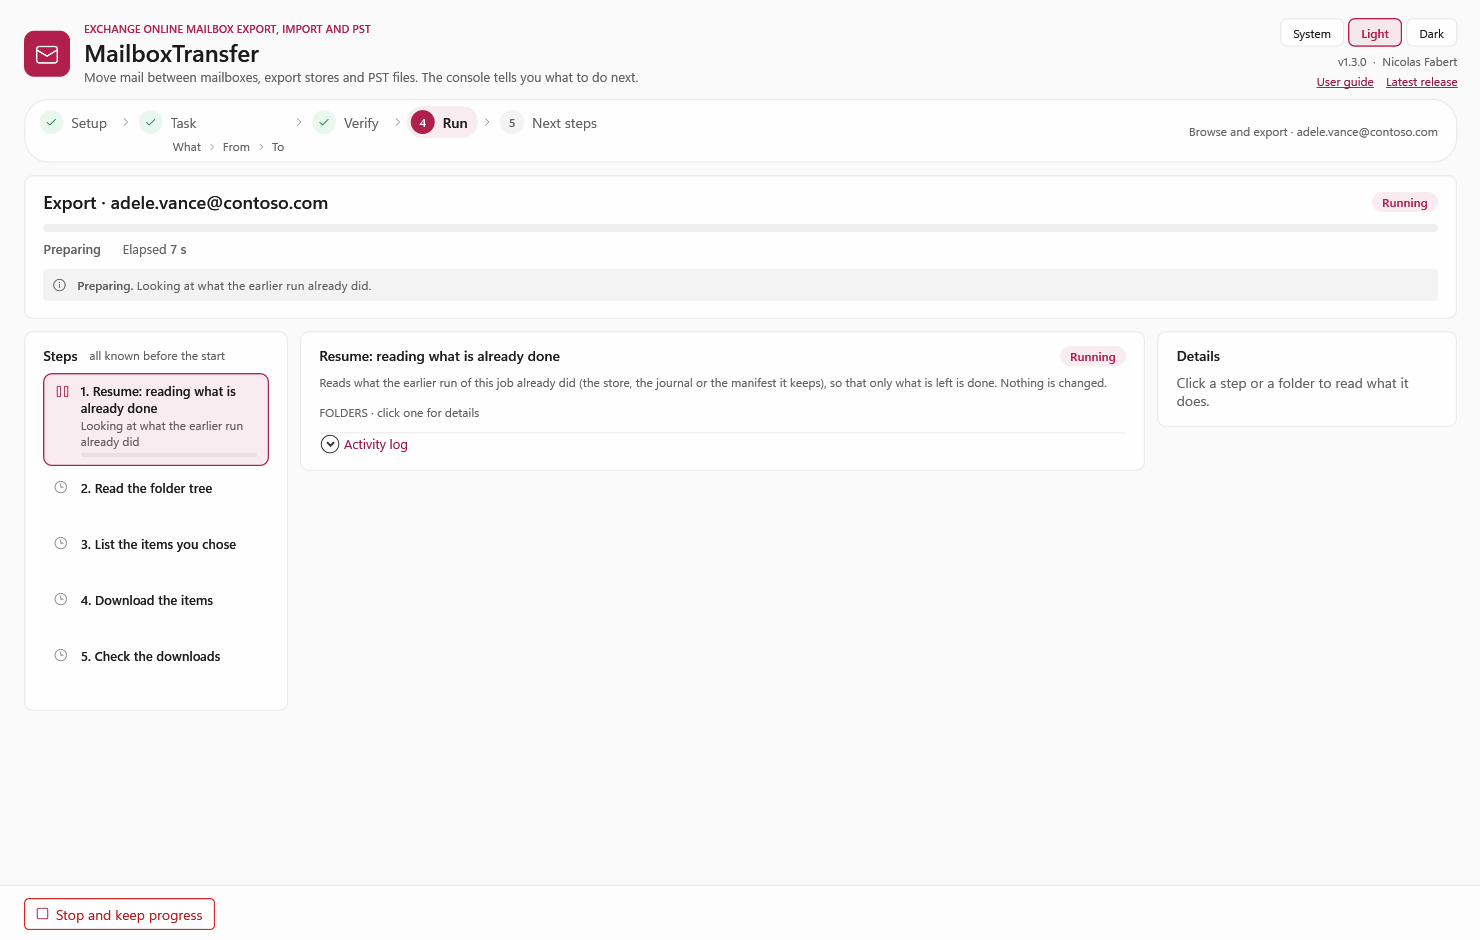 EXCHANGE ONLINE MAILBOX EXPORT, IMPORT AND PST
MailboxTransfer
Move mail between mailboxes, export stores and PST files. The console tells you what to do next.
System
Light
Dark
v1.3.0 · Nicolas Fabert
User guide Latest release
Setup
Task
Verify
4 Run
5 Next steps
What
From
To
Browse and export · adele.vance@contoso.com
Export · adele.vance@contoso.com
Running
Preparing Elapsed 7 s
Preparing. Looking at what the earlier run already did.
Steps all known before the start
1. Resume: reading what is
already done
Looking at what the earlier run
already did
2. Read the folder tree
3. List the items you chose
4. Download the items
5. Check the downloads
Resume: reading what is already done
Running
Reads what the earlier run of this job already did (the store, the journal or the manifest it keeps), so that only what is left is done. Nothing is changed.
FOLDERS · click one for details
Activity log
Details
Click a step or a folder to read what it
does.
Stop and keep progress